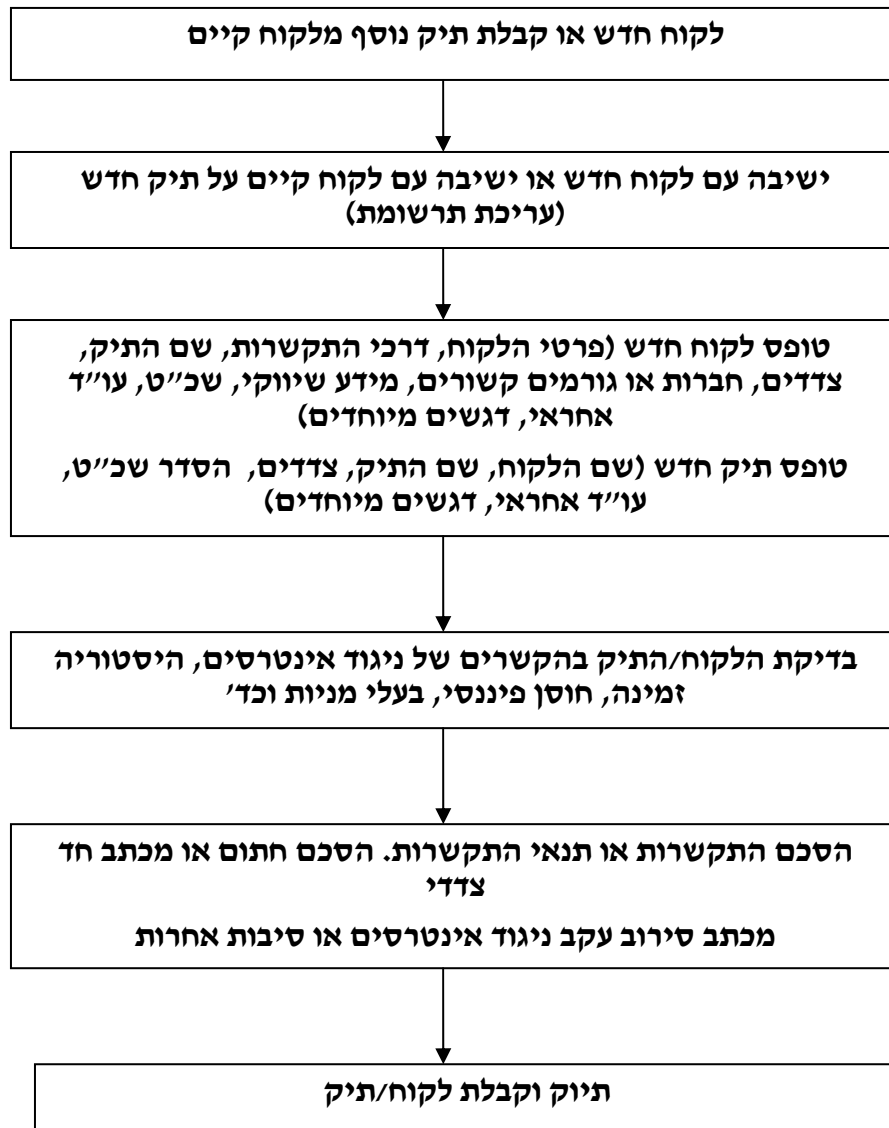 לקוח חדש או קבלת תיק נוסף מלקוח קיים
ישיבה עם לקוח חדש או ישיבה עם לקוח קיים על תיק חדש
(עריכת תרשומת)
טופס לקוח חדש (פרטי הלקוח, דרכי התקשרות, שם התיק,
צדדים, חברות או גורמים קשורים, מידע שיווקי, שכ"ט, עו"ד
אחראי, דגשים מיוחדים)
טופס תיק חדש (שם הלקוח, שם התיק, צדדים, הסדר שכ"ט,
עו"ד אחראי, דגשים מיוחדים)
בדיקת הלקוח/התיק בהקשרים של ניגוד אינטרסים, היסטוריה
זמינה, חוסן פיננסי, בעלי מניות וכד'
הסכם התקשרות או תנאי התקשרות. הסכם חתום או מכתב חד
צדדי
מכתב סירוב עקב ניגוד אינטרסים או סיבות אחרות
תיוק וקבלת לקוח/תיק